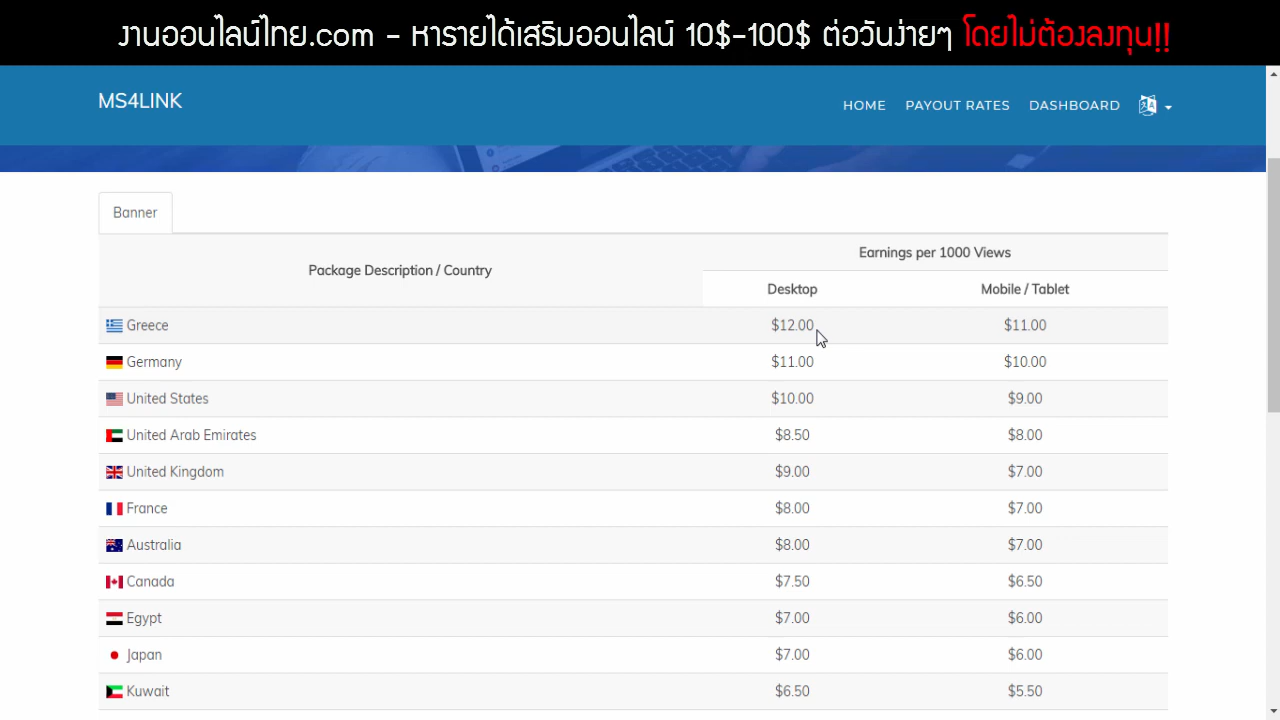 งานออนไลน์ไทย.com - หารายได้เสริมออนไลน์ 10$-100$ ต่อวันง่ายๆ โดยไม่ต้องลงทุน!!
MS4LINK
HOME PAYOUT RATES DASHBOARD
Banner
Package Description / Country
Earnings per 1000 Views
Desktop Mobile / Tablet
Greece $12.00 $11.00
Germany $11.00 $10.00
United States $10.00 $9.00
United Arab Emirates $8.50 $8.00
United Kingdom $9.00 $7.00
France $8.00 $7.00
Australia $8.00 $7.00
Canada $7.50 $6.50
Egypt $7.00 $6.00
Japan $7.00 $6.00
Kuwait $6.50 $5.50